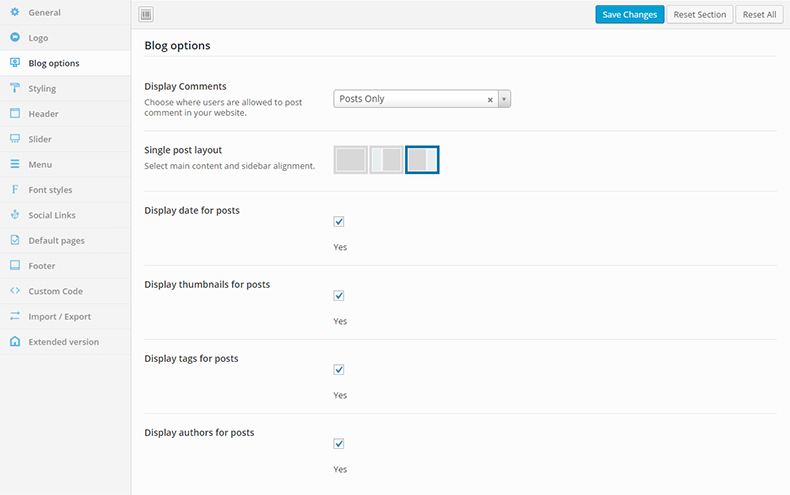 General
Logo
Blog options
Styling
Header
Slider
Menu
Font styles
Social Links
Default pages
Footer
Custom Code
Import / Export
Extended version
Save Changes
Reset Section
Reset All
Blog options
Display Comments
Choose where users are allowed to post
comment in your website.
Posts Only
Single post layout
Select main content and sidebar alignment.
Display date for posts
Yes
Display thumbnails for posts
Yes
Display tags for posts
Yes
Display authors for posts
Yes